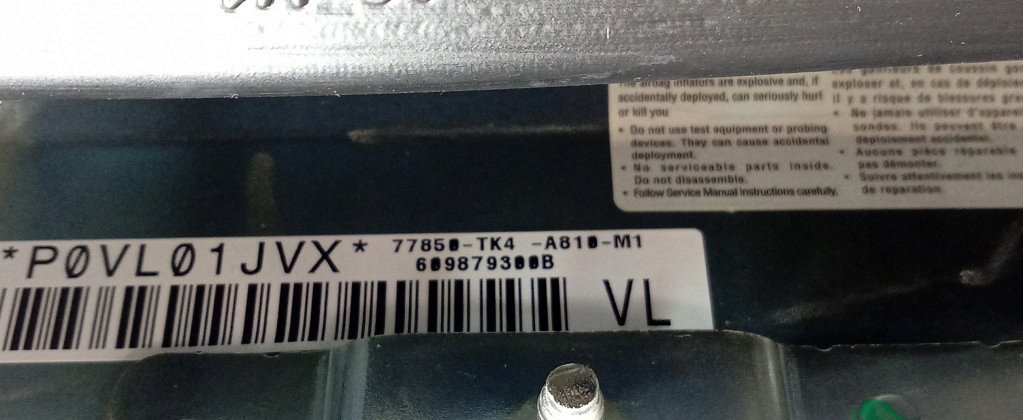 The airbag inflators are explosive and, if
accidentally deployed, can seriously hurt
or kill you
• Do not use test equipment or probing
devices. They can cause accidental
deployment.
• No serviceable parts inside.
Do not disassemble.
• Follow Service Manual instructions carefully.
exploser et, en cas de
il y a risque de blessures
• Ne jamais utiliser
sondes. Ils peuvent être
déploiement accidentel.
• Aucune pièce réparable
pas démonter.
• Suivre attentivement les
de reparation.
*P0VL01JVX*
77850-TK4 -A810-M1
609879300B
VL